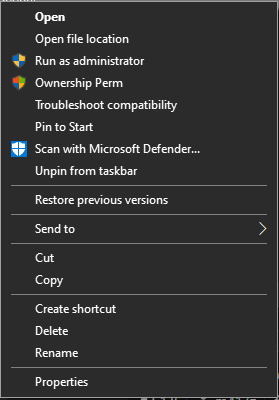 Open
Open file location
Run as administrator
Ownership Perm
Troubleshoot compatibility
Pin to Start
Scan with Microsoft Defender...
Unpin from taskbar
Restore previous versions
Send to
Cut
Copy
Create shortcut
Delete
Rename
Properties